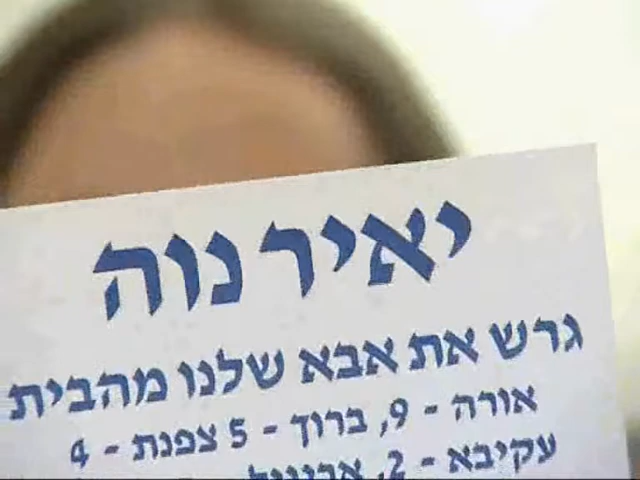 יאיר נוה
גרש את אבא שלנו מהבית
אורה - 9, ברוך - 5 צפנת - 4
עקיבא - 2,